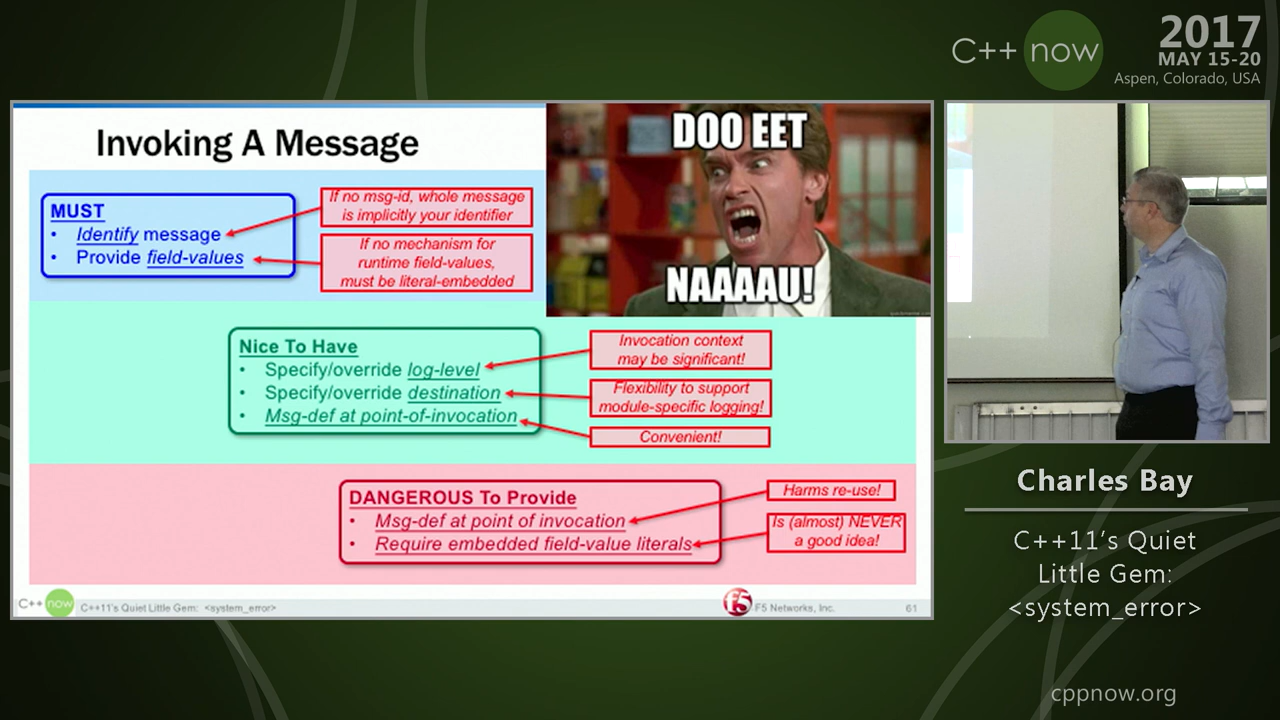 C++ now
2017
MAY 15-20
Aspen, Colorado, USA
Invoking A Message
DOO EET
NAAAAU!
MUST
• Identify message
• Provide field-values
If no msg-id, whole message
is implicitly your identifier
If no mechanism for
runtime field-values,
must be literal-embedded
Nice To Have
• Specify/override log-level
• Specify/override destination
• Msg-def at point-of-invocation
Invocation context
may be significant!
Flexibility to support
module-specific logging!
Convenient!
DANGEROUS To Provide
• Msg-def at point of invocation
• Require embedded field-value literals
Harms re-use!
Is (almost) NEVER
a good idea!
C++ now
C++11's Quiet Little Gem: <system_error>
F5
F5 Networks, Inc.
61
Charles Bay
C++11’s Quiet
Little Gem:
<system_error>
cppnow.org